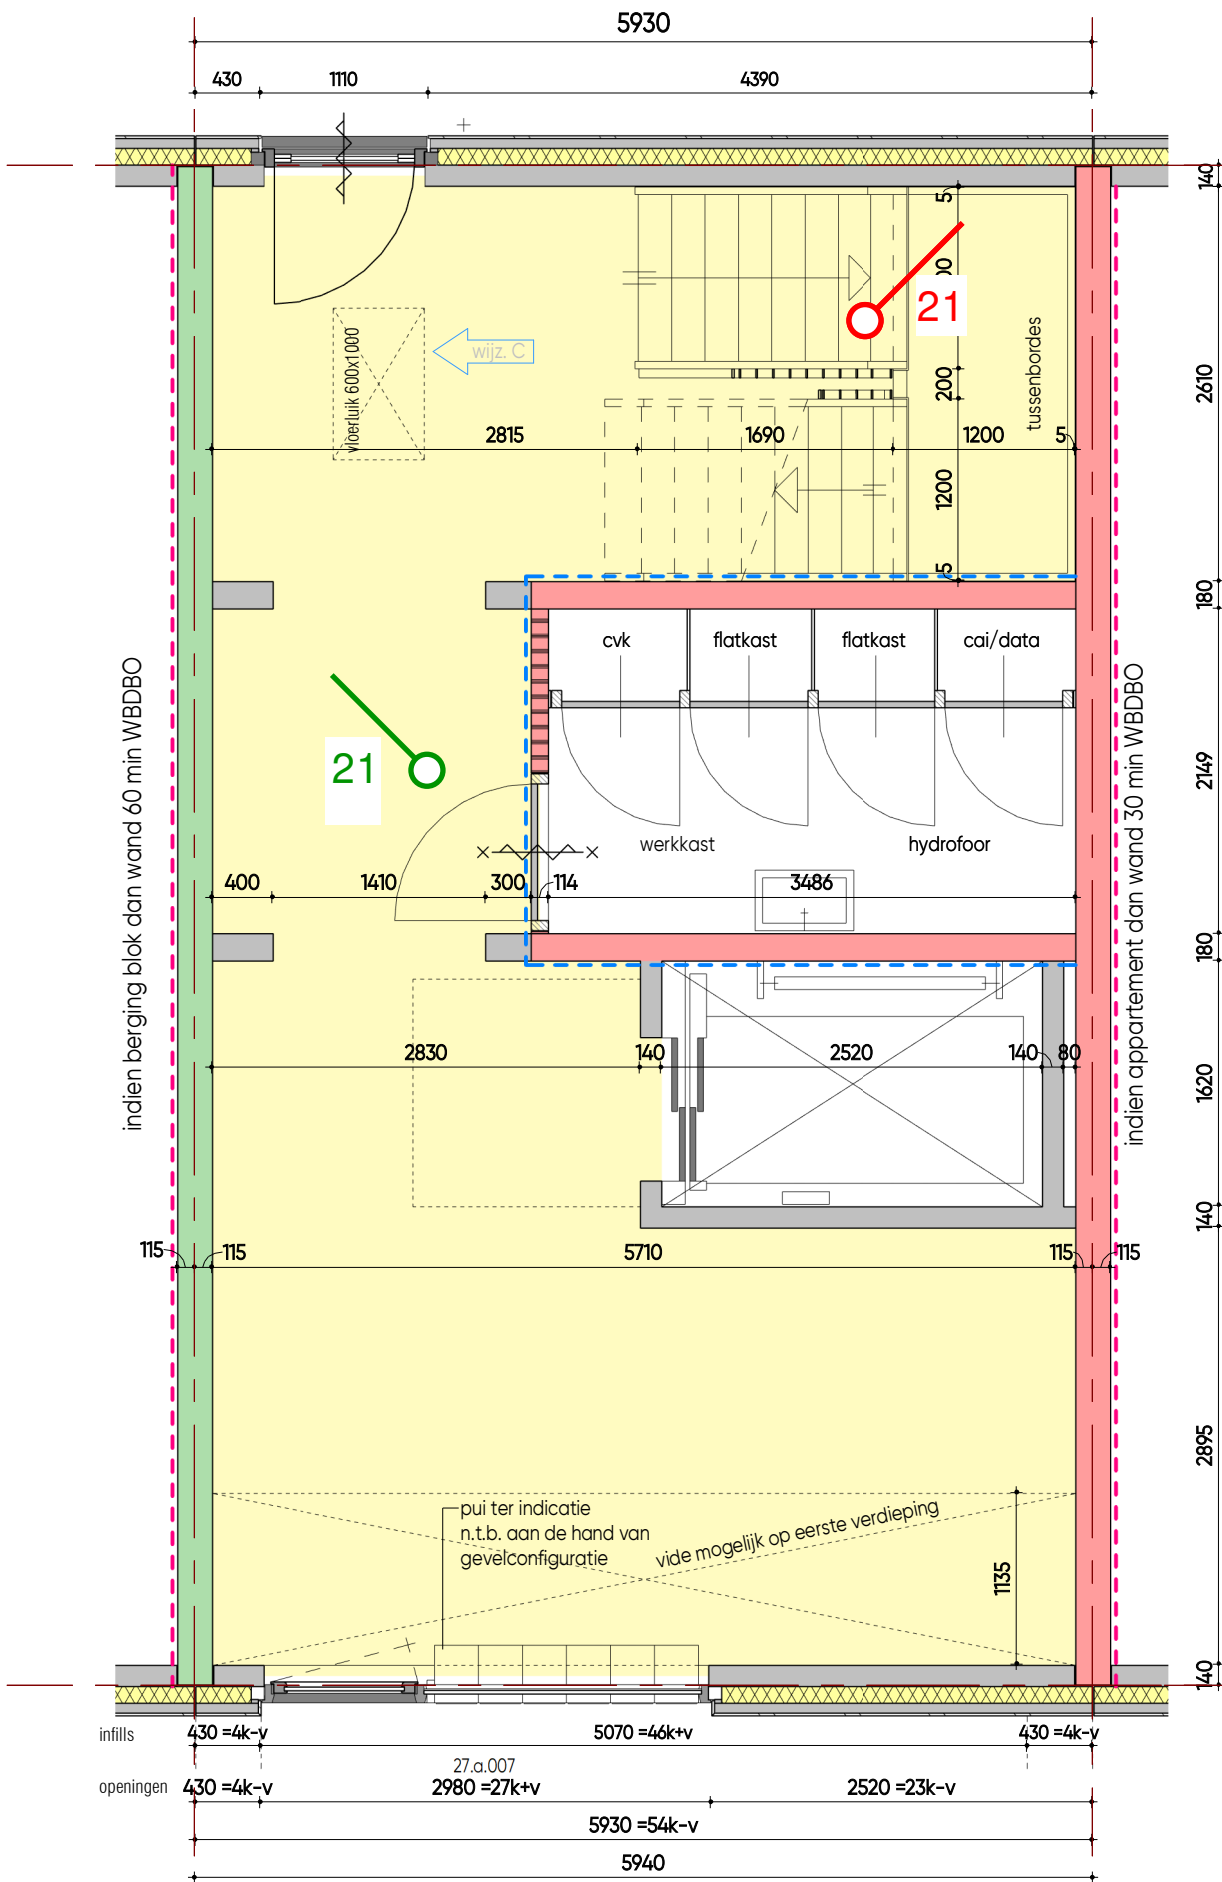 5930
430
1110
4390
140
5
00
21
wijz. C
vloerluik 600x1000
200
tussenbordes
2610
2815
1690
1200
5
1200
5
180
cvk
flatkast
flatkast
cai/data
indien berging blok dan wand 60 min WBDBO
indien appartement dan wand 30 min WBDBO
21
2149
werkkast
hydrofoor
400
1410
300
114
3486
180
2830
140
2520
140
80
1620
140
115
115
5710
115
115
2895
pui ter indicatie
n.t.b. aan de hand van
gevelconfiguratie
vide mogelijk op eerste verdieping
1135
140
infills
430 =4k-v
5070 =46k+v
430 =4k-v
27.a.007
openingen
430 =4k-v
2980 =27k+v
2520 =23k-v
5930 =54k-v
5940